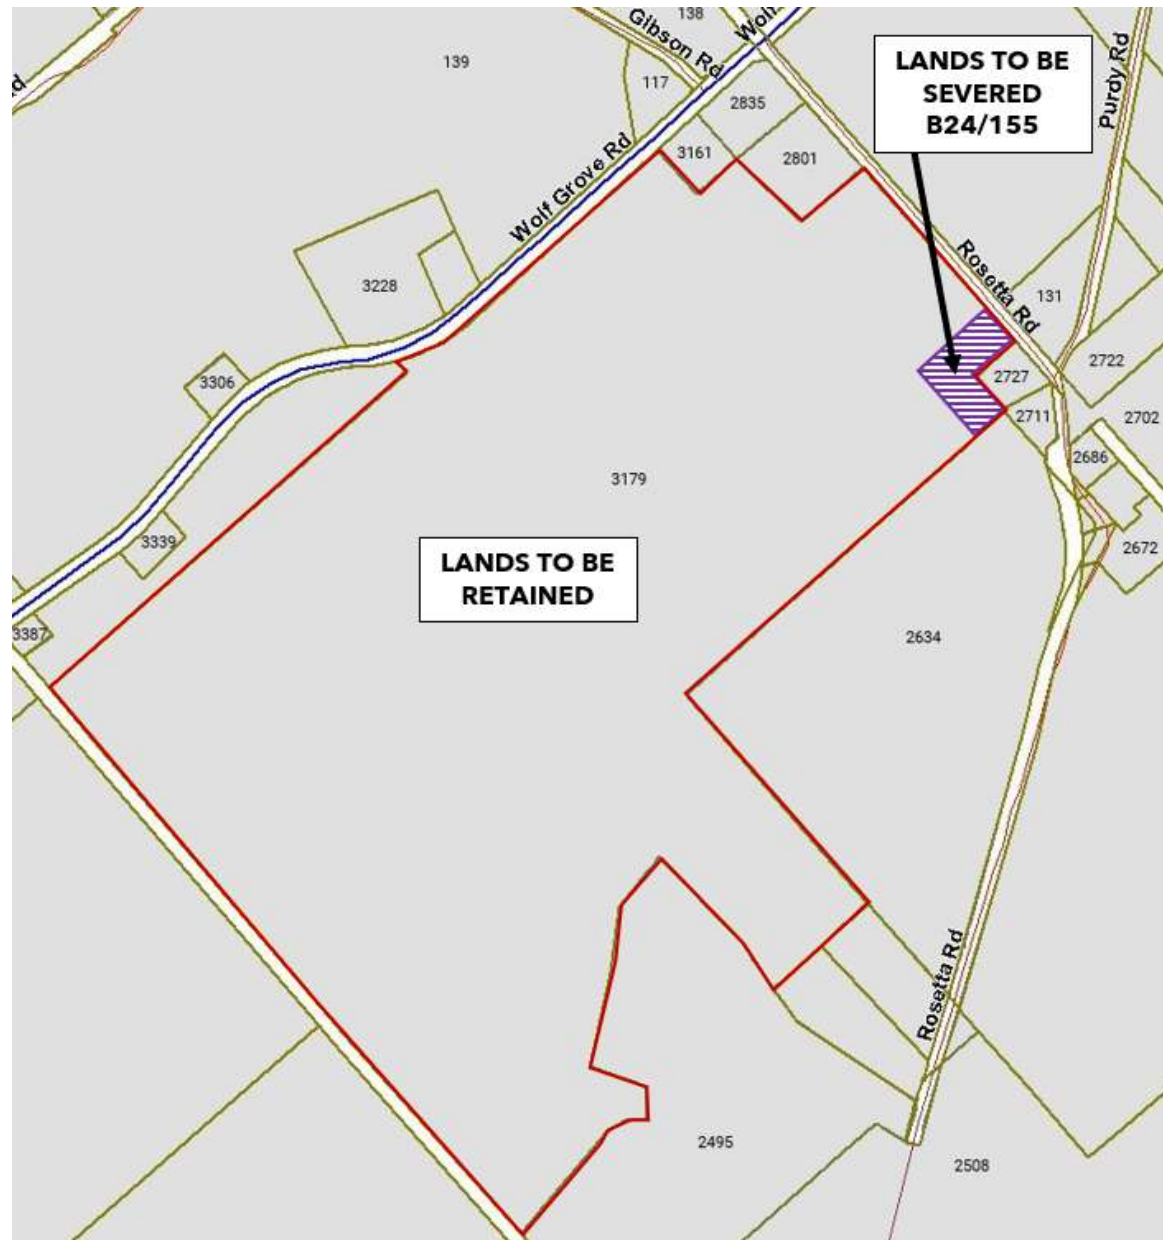 138
Gibson Rd
Wolf
139
117
2835
3161
2801
LANDS TO BE
SEVERED
B24/155
Purdy Rd
Rd
Wolf Grove Rd
Rosetta Rd
131
3228
2722
2727
3306
2711
2702
2686
3179
3339
2672
LANDS TO BE
RETAINED
3387
2634
Rosetta Rd
2495
2508